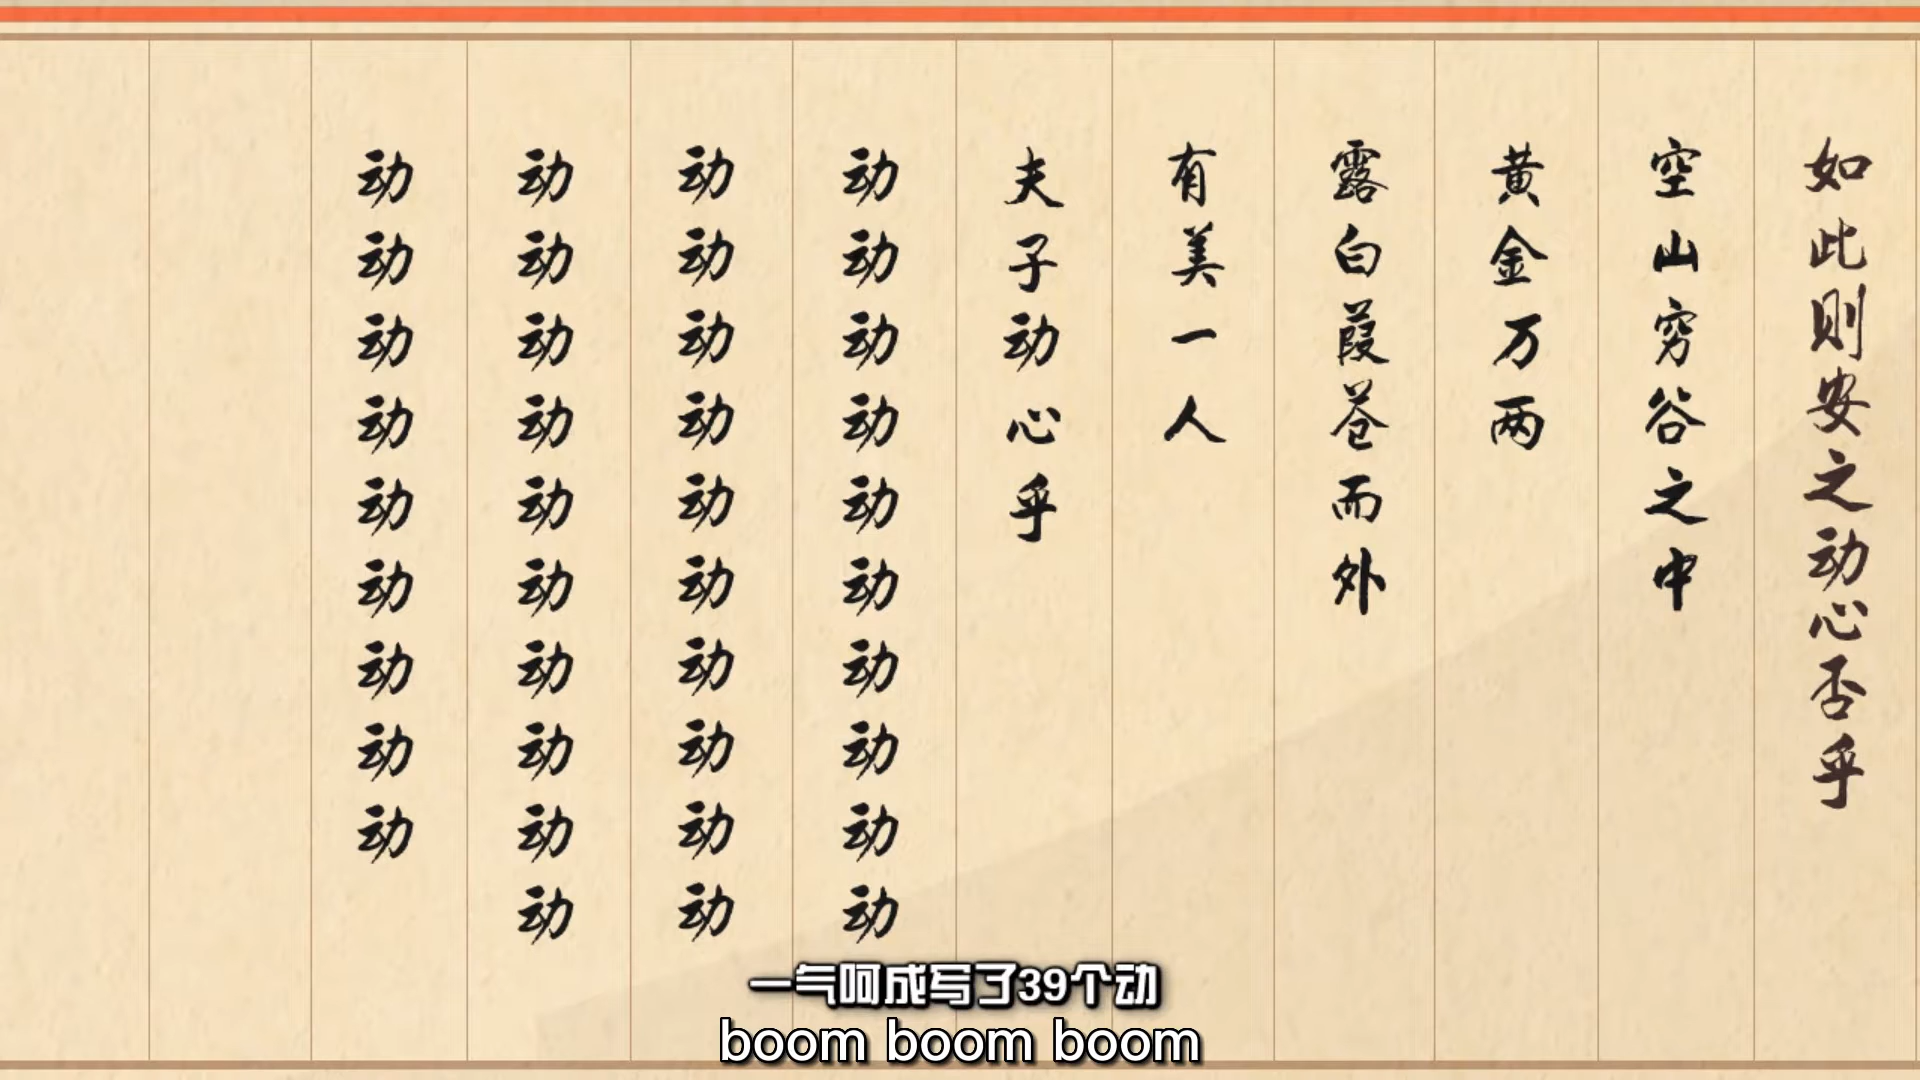 如此则安之动心否乎
空山穷谷之中
黄金万两
露白葭苍而外
有美一人
夫子动心乎
动动动动动动动动动动
动动动动动动动动动动
动动动动动动动动动动
动动动动动动动动动
一气呵成写了39个动
boom boom boom